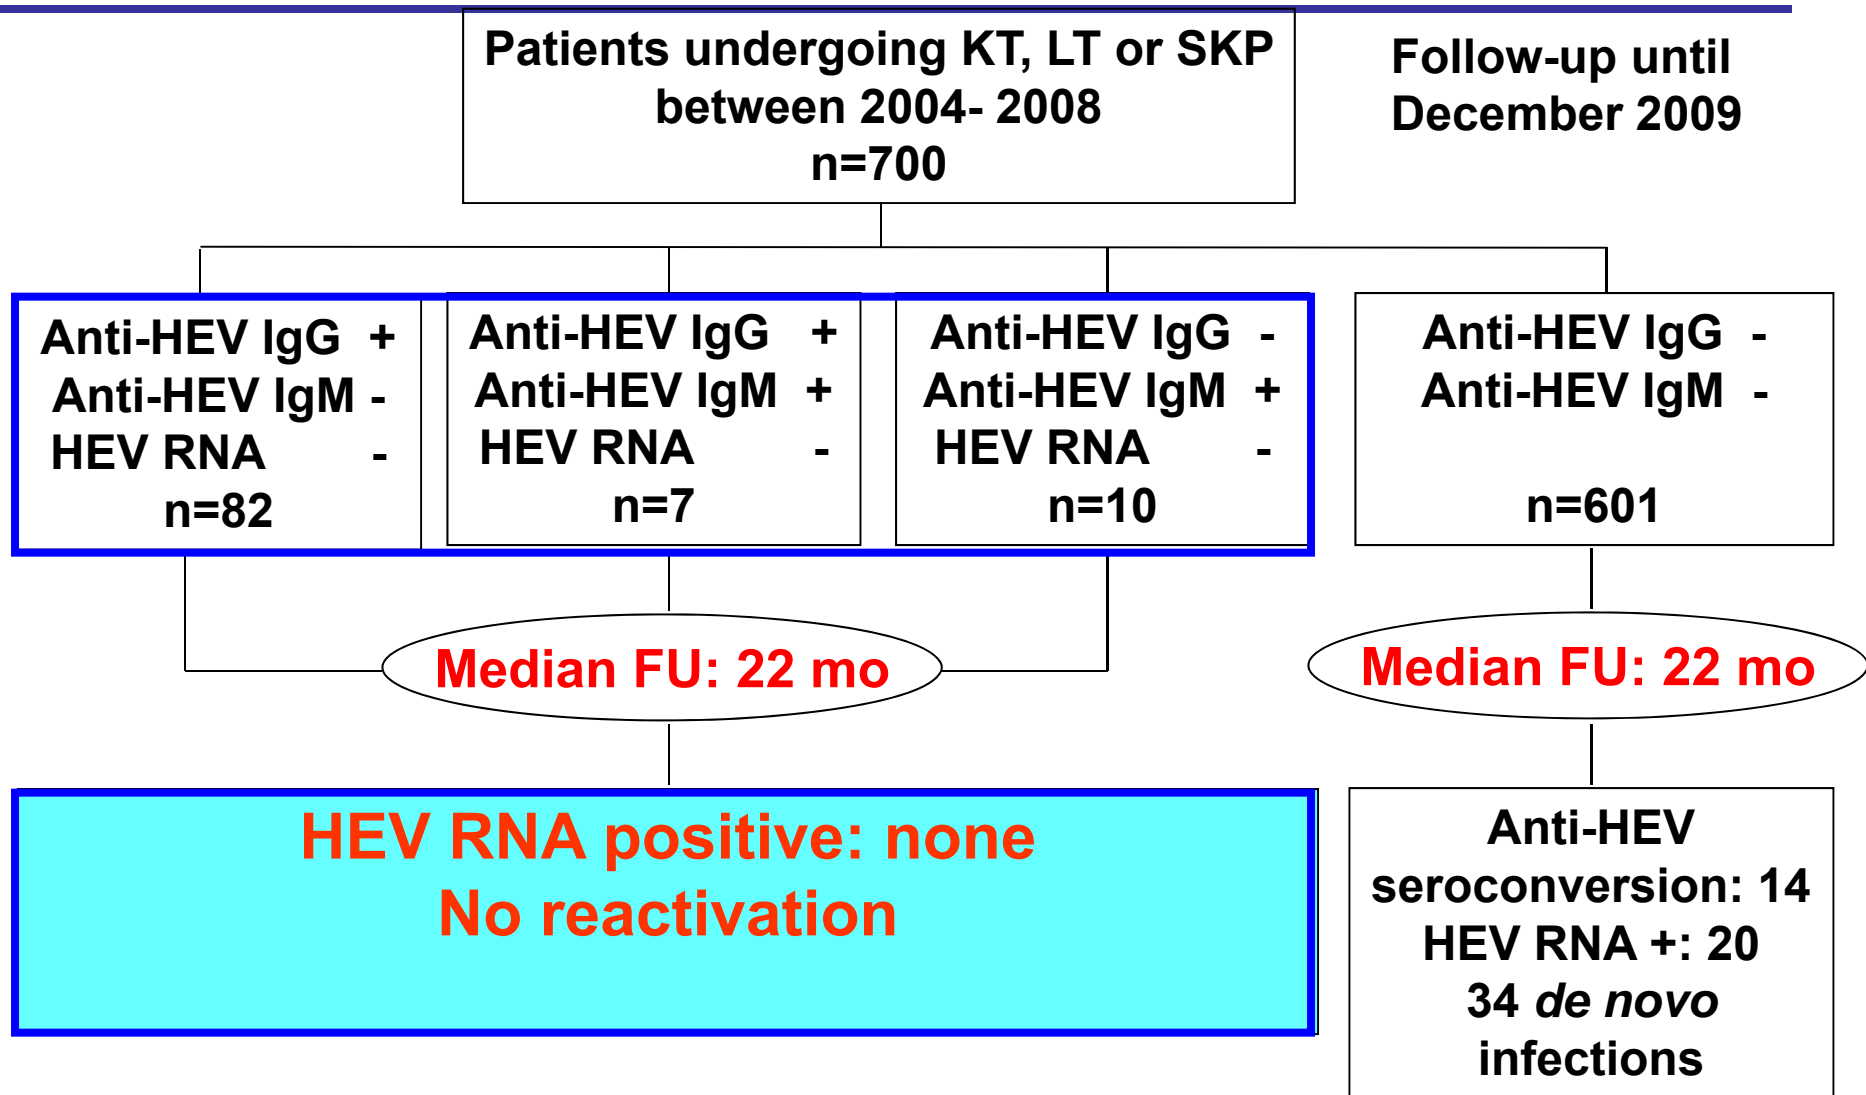 Patients undergoing KT, LT or SKP
between 2004- 2008
n=700
Follow-up until
December 2009
Anti-HEV IgG +
Anti-HEV IgM -
HEV RNA -
n=82
Anti-HEV IgG +
Anti-HEV IgM +
HEV RNA -
n=7
Anti-HEV IgG -
Anti-HEV IgM +
HEV RNA -
n=10
Anti-HEV IgG -
Anti-HEV IgM -
n=601
Median FU: 22 mo
Median FU: 22 mo
HEV RNA positive: none
No reactivation
Anti-HEV
seroconversion: 14
HEV RNA +: 20
34 de novo
infections